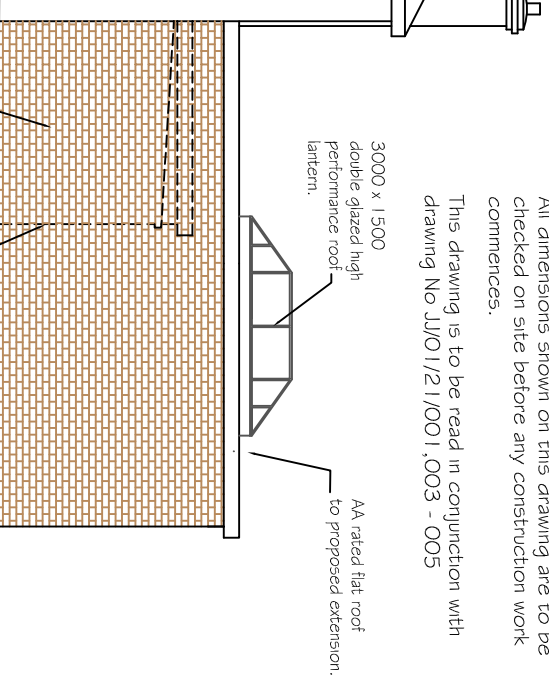 All dimensions shown on this drawing are to be
checked on site before any construction work
commences.
This drawing is to be read in conjunction with
drawing No JJ/01/21/001,003 - 005
3000 x 1500
double glazed high
performance roof
lantern.
AA rated flat roof
to proposed extension.